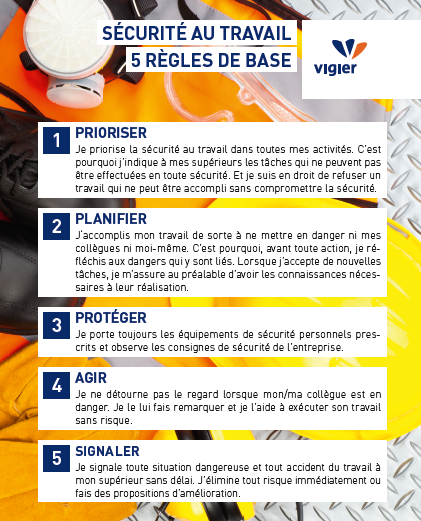 SÉCURITÉ AU TRAVAIL
5 RÈGLES DE BASE
vigier
1 PRIORISER
Je priorise la sécurité au travail dans toutes mes activités. C'est
pourquoi j'indique à mes supérieurs les tâches qui ne peuvent pas
être effectuées en toute sécurité. Et je suis en droit de refuser un
travail qui ne peut être accompli sans compromettre la sécurité.
2 PLANIFIER
J'accomplis mon travail de sorte à ne mettre en danger ni mes
collègues ni moi-même. C'est pourquoi, avant toute action, je ré-
fléchis aux dangers qui y sont liés. Lorsque j'accepte de nouvelles
tâches, je m'assure au préalable d'avoir les connaissances néces-
saires à leur réalisation.
3 PROTÉGER
Je porte toujours les équipements de sécurité personnels pres-
crits et observe les consignes de sécurité de l'entreprise.
4 AGIR
Je ne détourne pas le regard lorsque mon/ma collègue est en
danger. Je le lui fais remarquer et je l'aide à exécuter son travail
sans risque.
5 SIGNALER
Je signale toute situation dangereuse et tout accident du travail à
mon supérieur sans délai. J'élimine tout risque immédiatement ou
fais des propositions d'amélioration.